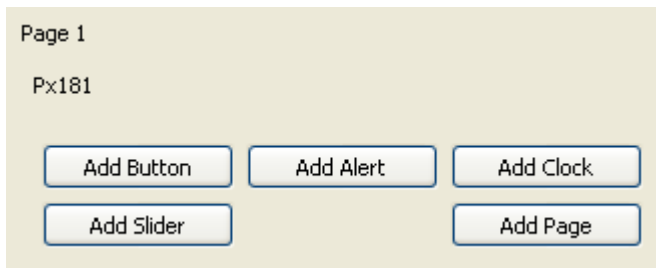 Page 1
Px181
Add Button Add Alert Add Clock
Add Slider Add Page